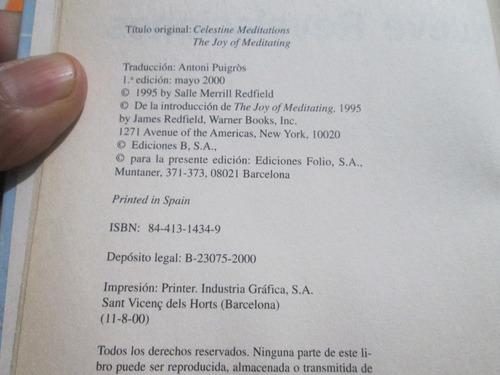 Título original: Celestine Meditations
The Joy of Meditating
Traducción: Antoni Puigròs
1.ª edición: mayo 2000
© 1995 by Salle Merrill Redfield
© De la introducción de The Joy of Meditating, 1995
by James Redfield, Warner Books, Inc.
1271 Avenue of the Americas, New York, 10020
© Ediciones B, S.A.,
© para la presente edición: Ediciones Folio, S.A.,
Muntaner, 371-373, 08021 Barcelona
Printed in Spain
ISBN: 84-413-1434-9
Depósito legal: B-23075-2000
Impresión: Printer. Industria Gráfica, S.A.
Sant Vicenç dels Horts (Barcelona)
(11-8-00)
Todos los derechos reservados. Ninguna parte de este li-
bro puede ser reproducida, almacenada o transmitida de